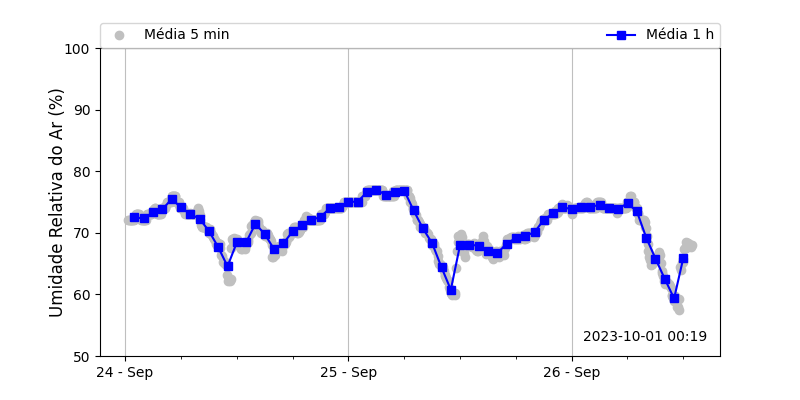 Média 5 min
Média 1 h
Umidade Relativa do Ar (%)
100
90
80
70
60
50
2023-10-01 00:19
24 - Sep
25 - Sep
26 - Sep